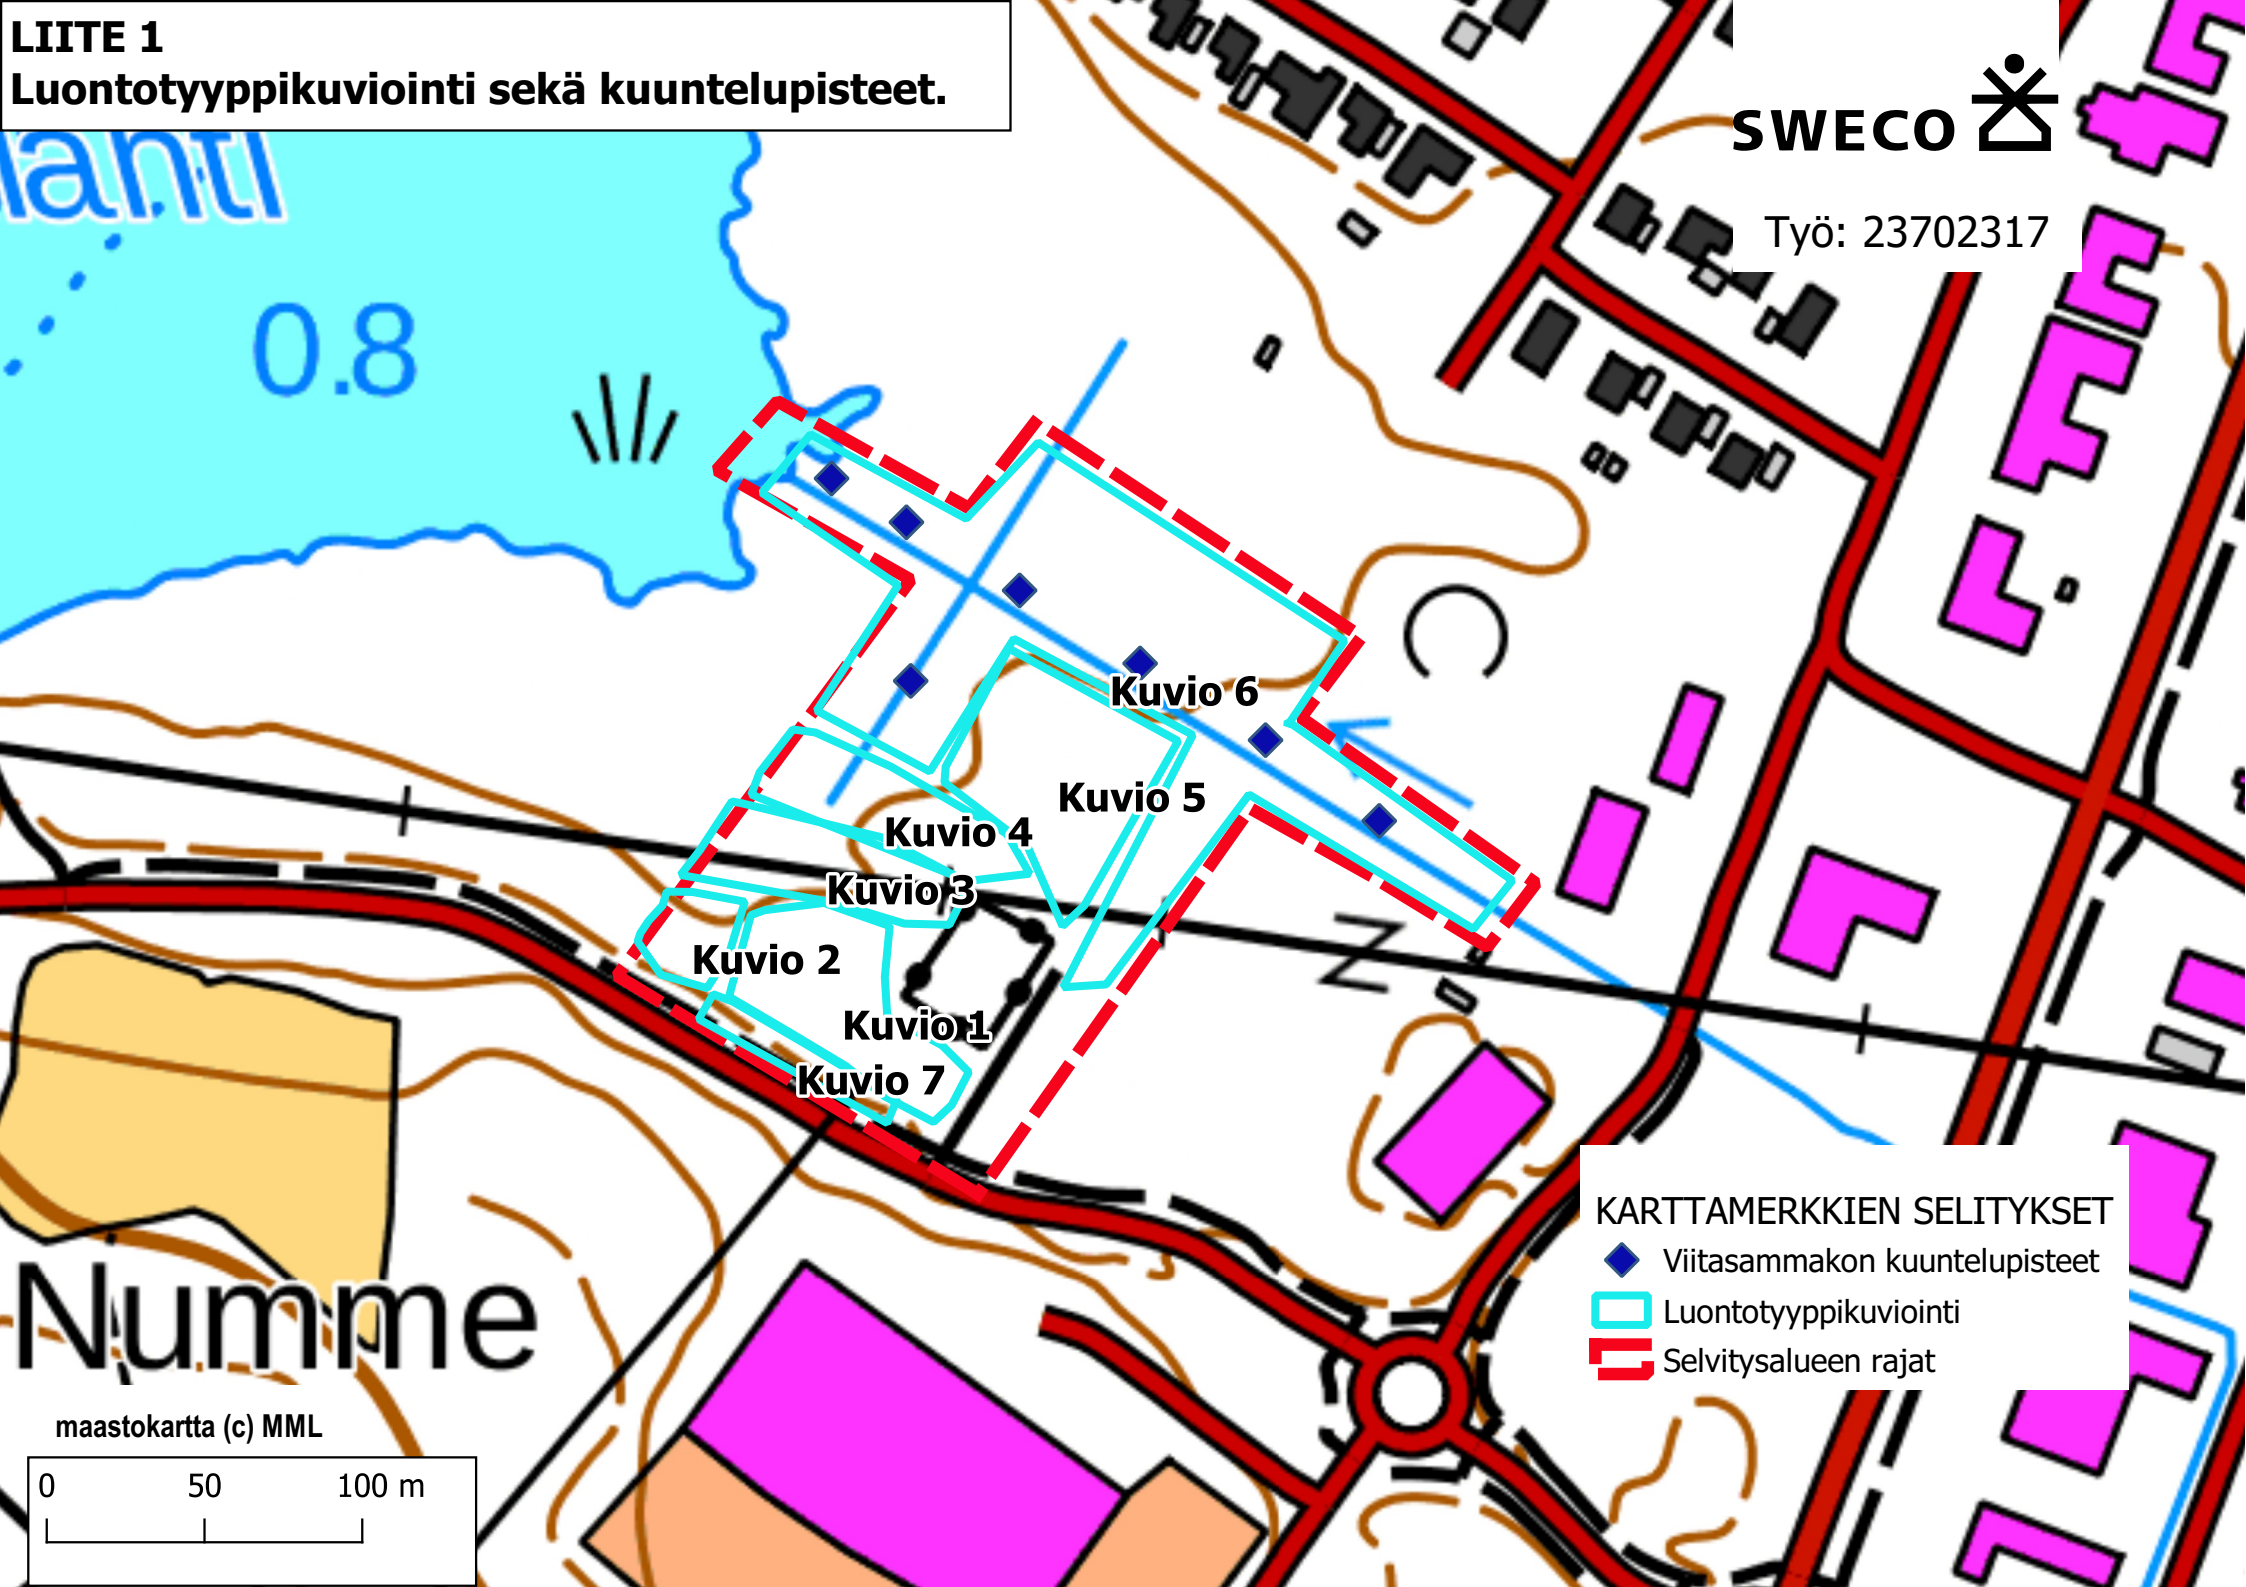 LIITE 1
Luontotyyppikuviointi sekä kuuntelupisteet.
lahti
SWECO
Työ: 23702317
0.8
Kuvio 6
Kuvio 5
Kuvio 4
Kuvio 3
Kuvio 2
Kuvio 1
Kuvio 7
Numme
KARTTAMERKKIEN SELITYKSET
Viitasammakon kuuntelupisteet
Luontotyyppikuviointi
Selvitysalueen rajat
maastokartta (c) MML
0 50 100 m